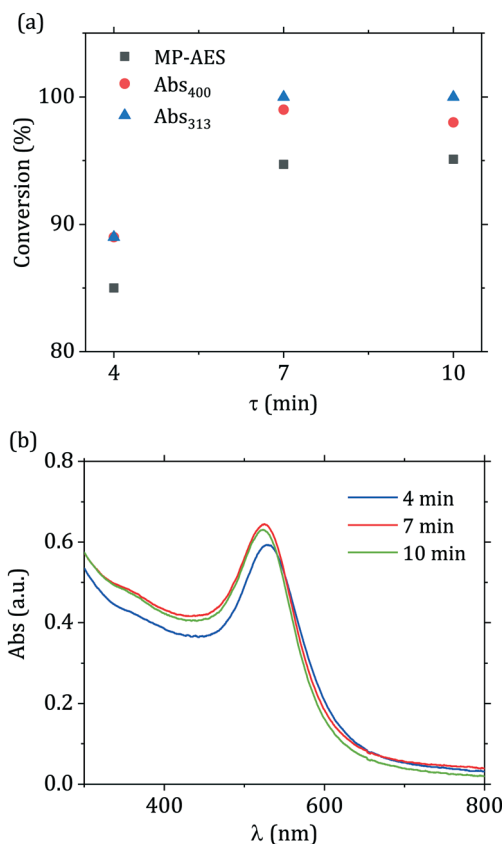 (a)
MP-AES
Abs400
Abs313
100
90
80
Conversion (%)
4
7
10
τ (min)
(b)
0.8
0.6
0.4
0.2
0.0
Abs (a.u.)
4 min
7 min
10 min
400
600
800
λ (nm)